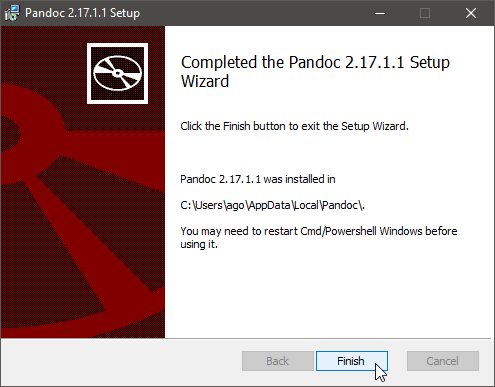 Pandoc 2.17.1.1 Setup
Completed the Pandoc 2.17.1.1 Setup
Wizard
Click the Finish button to exit the Setup Wizard.
Pandoc 2.17.1.1 was installed in
C:\Users\ago\AppData\Local\Pandoc\.
You may need to restart Cmd/Powershell Windows before
using it.
Back
Finish
Cancel